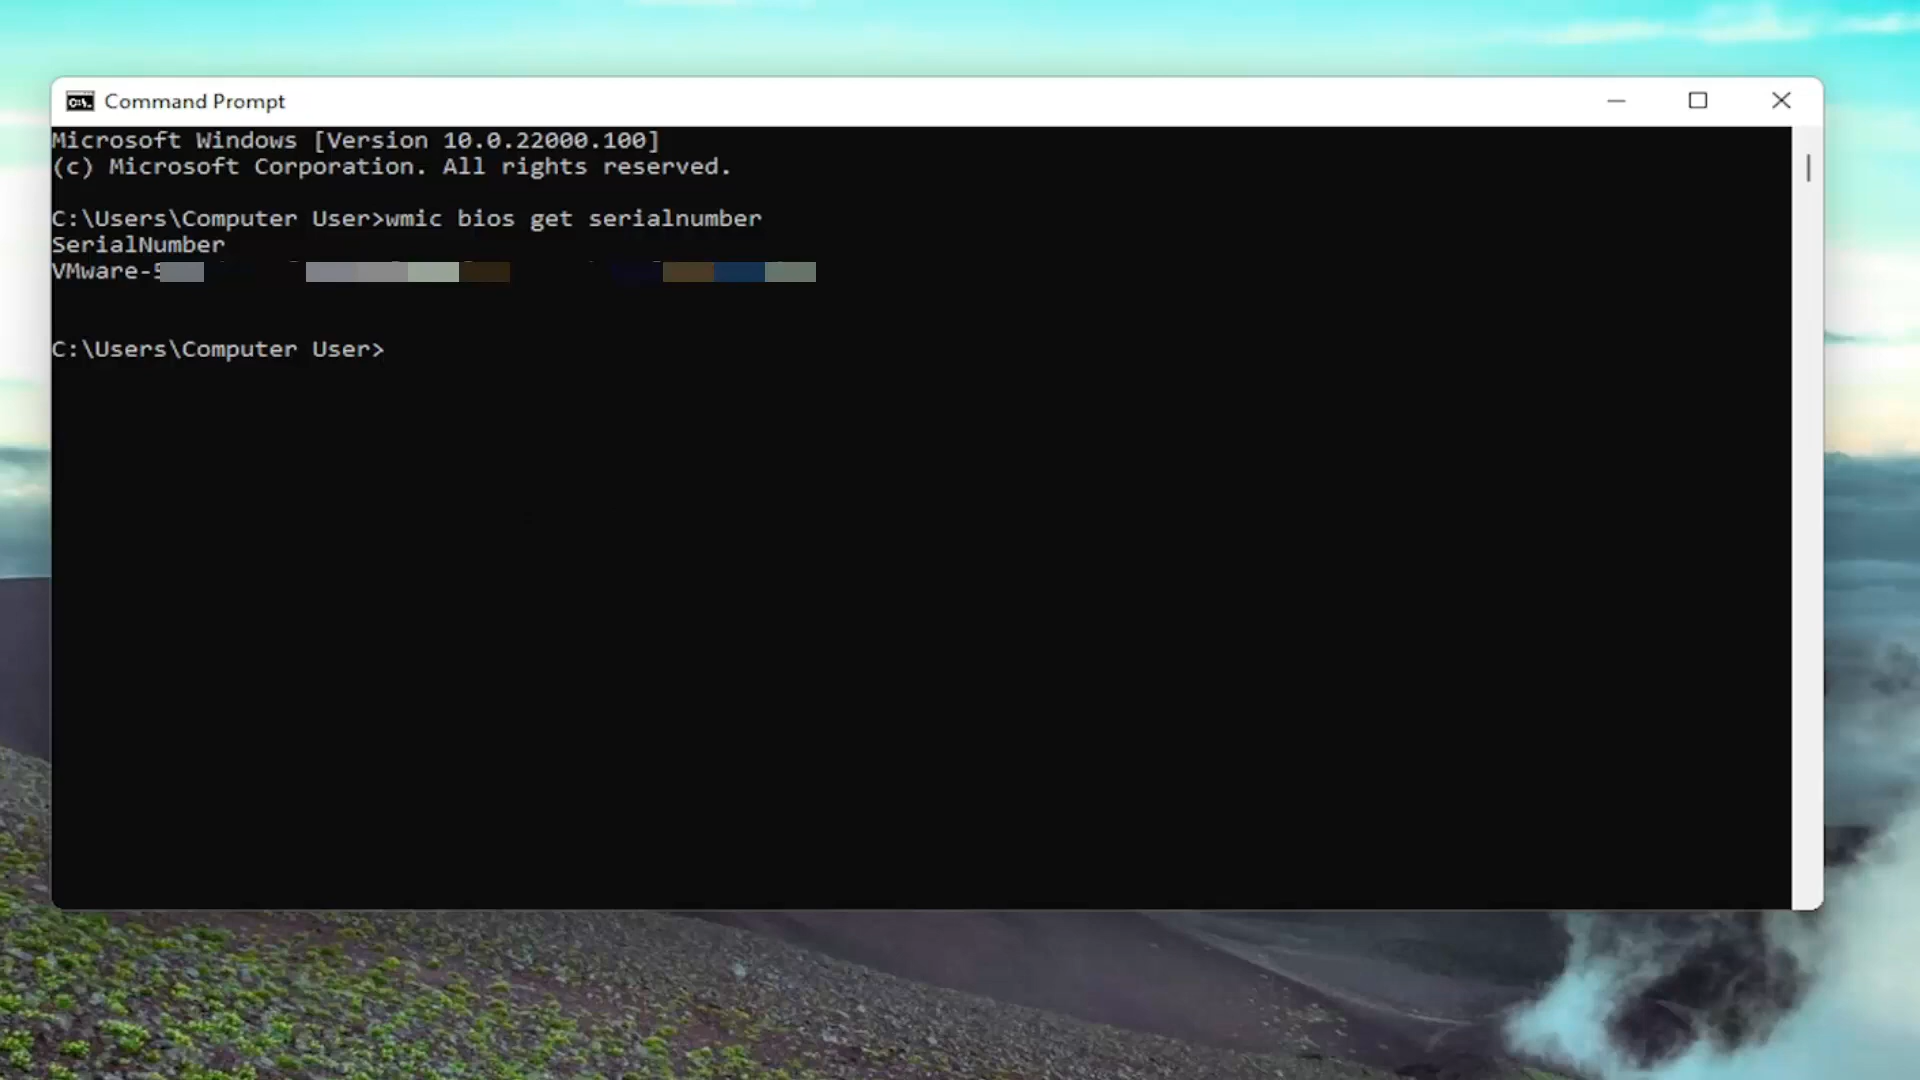 Command Prompt
Microsoft Windows [Version 10.0.22000.100]
(c) Microsoft Corporation. All rights reserved.
C:\Users\Computer User>wmic bios get serialnumber
SerialNumber
VMware-5
C:\Users\Computer User>